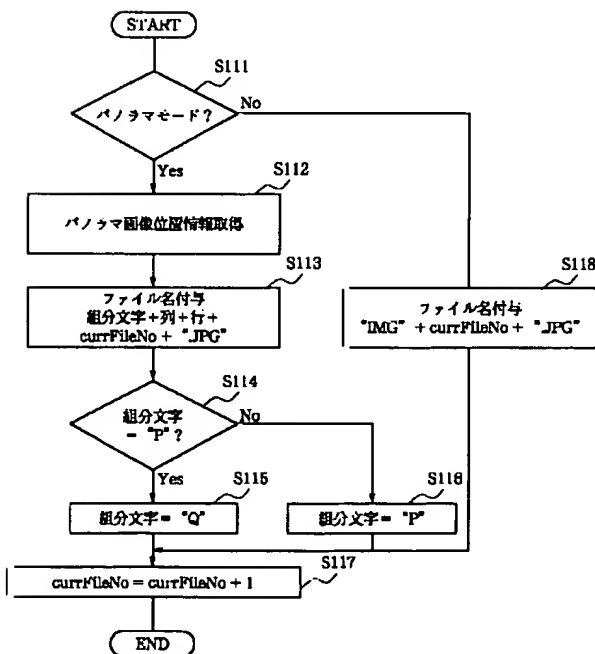 START
S111
パノラマモード?
No
Yes
S112
パノラマ画像位置情報取得
S113
ファイル名付与
組分文字+列+行+
currFileNo + "JPG"
S118
ファイル名付与
"IMG" + currFileNo + "JPG"
S114
組分文字
= "P"?
No
Yes
S115
組分文字= "Q"
S116
組分文字= "P"
S117
currFileNo = currFileNo + 1
END